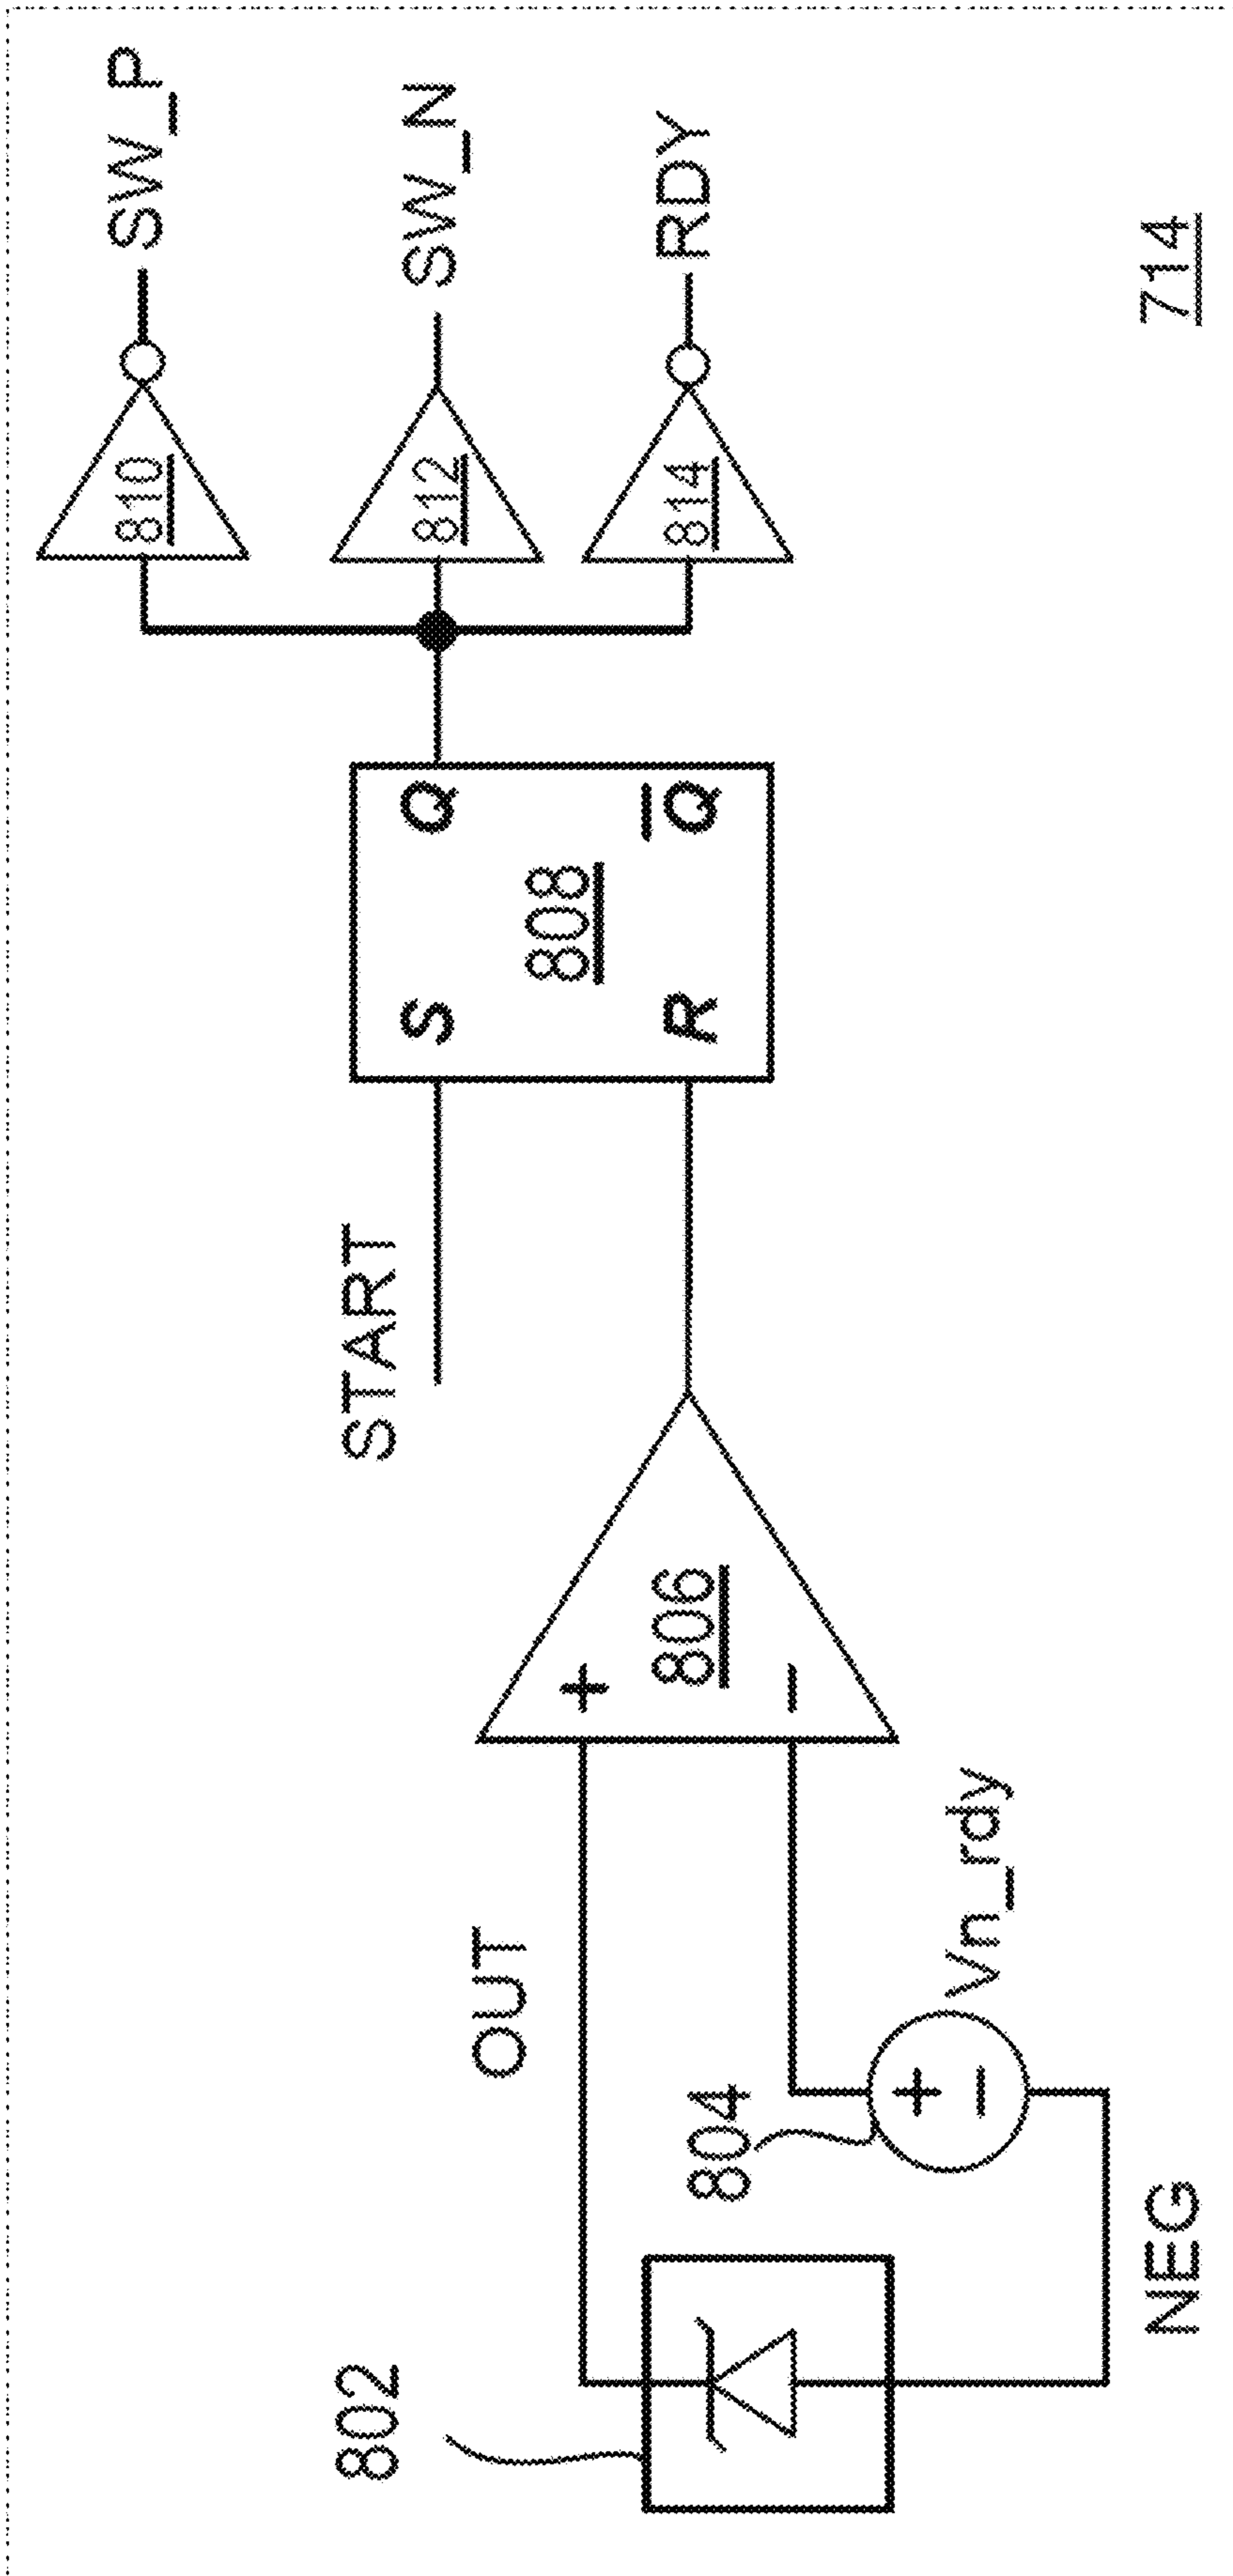 802
OUT
804
+
−
Vn_rdy
NEG
+
−
806
START
S
R
808
Q
Q̅
810
812
814
SW_P
SW_N
RDY
714